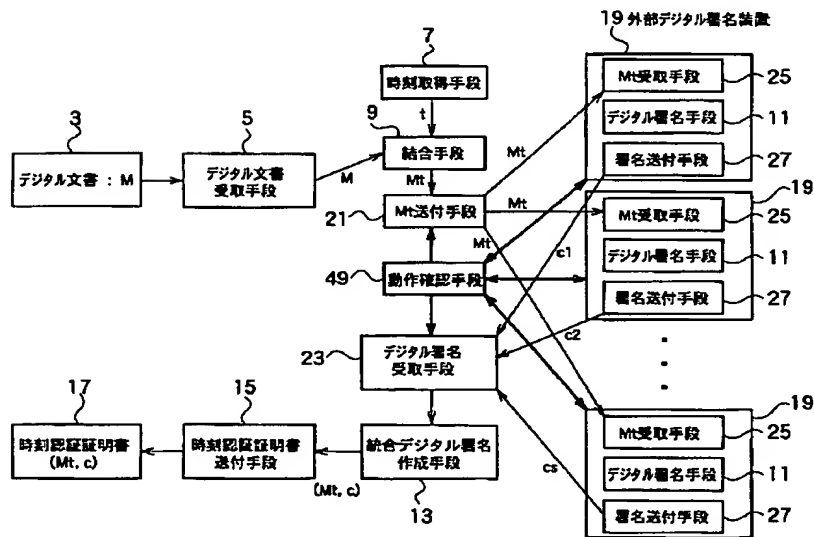 19 外部デジタル署名装置
7
時刻取得手段
t
Mt受取手段
25
デジタル署名手段
11
署名送付手段
27
3
デジタル文書 : M
5
デジタル文書
受取手段
M
9
結合手段
Mt
Mt
21
Mt送付手段
Mt
Mt
19
Mt受取手段
25
デジタル署名手段
11
署名送付手段
27
49
動作確認手段
c1
c2
23
デジタル署名
受取手段
17
時刻認証証明書
(Mt, c)
15
時刻認証証明書
送付手段
(Mt, c)
統合デジタル署名
作成手段
13
cs
19
Mt受取手段
25
デジタル署名手段
11
署名送付手段
27